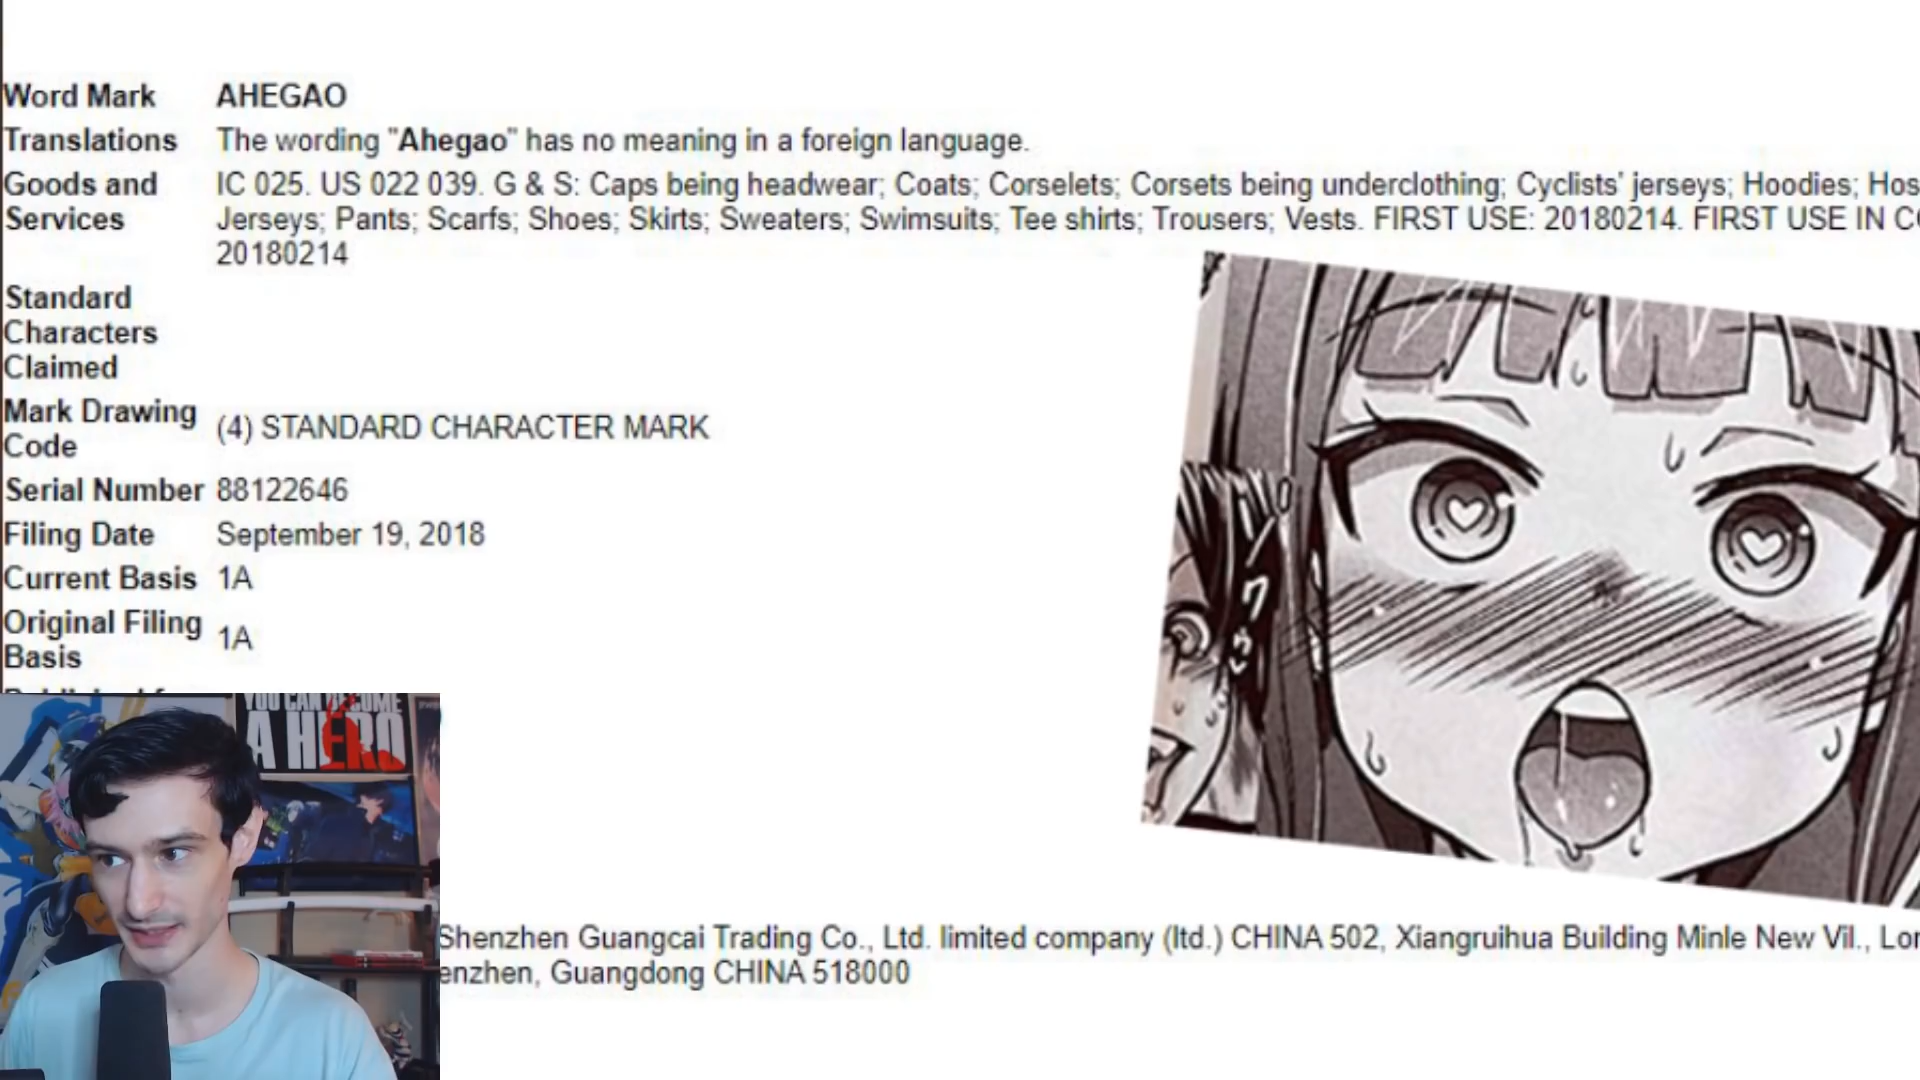 Word Mark AHEGAO
Translations The wording "Ahegao" has no meaning in a foreign language.
Goods and Services IC 025. US 022 039. G & S: Caps being headwear; Coats; Corselets; Corsets being underclothing; Cyclists' jerseys; Hoodies;
Jerseys; Pants; Scarfs; Shoes; Skirts; Sweaters; Swimsuits; Tee shirts; Trousers; Vests. FIRST USE: 20180214. FIRST USE IN
20180214
Standard
Characters
Claimed
Mark Drawing
Code (4) STANDARD CHARACTER MARK
Serial Number 88122646
Filing Date September 19, 2018
Current Basis 1A
Original Filing
Basis 1A
YOU CAN BECOME
A HERO
Shenzhen Guangcai Trading Co., Ltd. limited company (ltd.) CHINA 502, Xiangruihua Building Minle New Vil.,
enzhen, Guangdong CHINA 518000